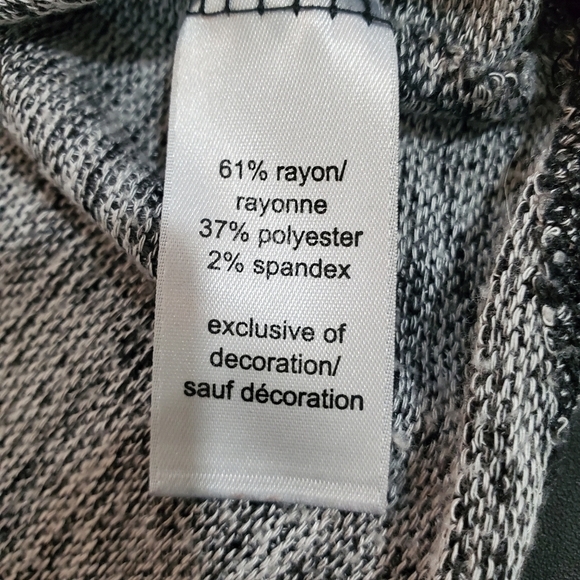 61% rayon/
rayonne
37% polyester
2% spandex
exclusive of
decoration/
sauf décoration